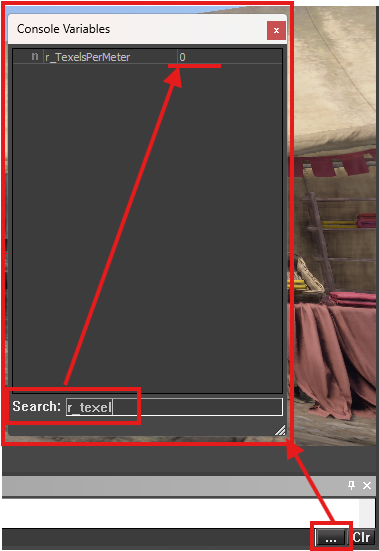 Console Variables
x
n r_TexelsPerMeter 0
Search: r_texel
... Clr